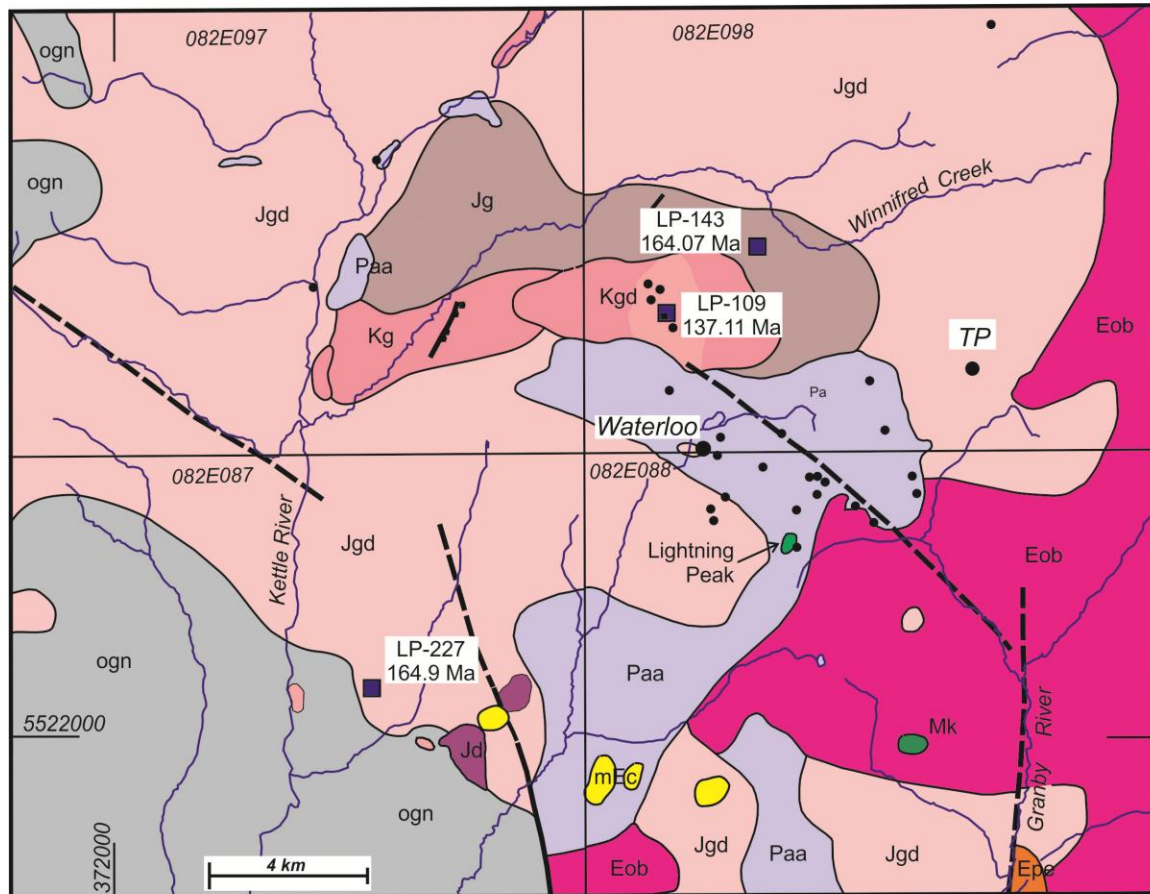 ogn
082E097
082E098
Jgd
ogn
Jgd
Jg
Winnifred Creek
LP-143
164.07 Ma
Paa
Kgd
LP-109
137.11 Ma
Eob
Kg
TP
Pa
Waterloo
082E087
082E088
Kettle River
Jgd
Lightning
Peak
Eob
ogn
LP-227
164.9 Ma
Paa
5522000
Jd
Mk
Granby River
mEc
ogn
372000
4 km
Eob
Jgd
Paa
Jgd
Epe